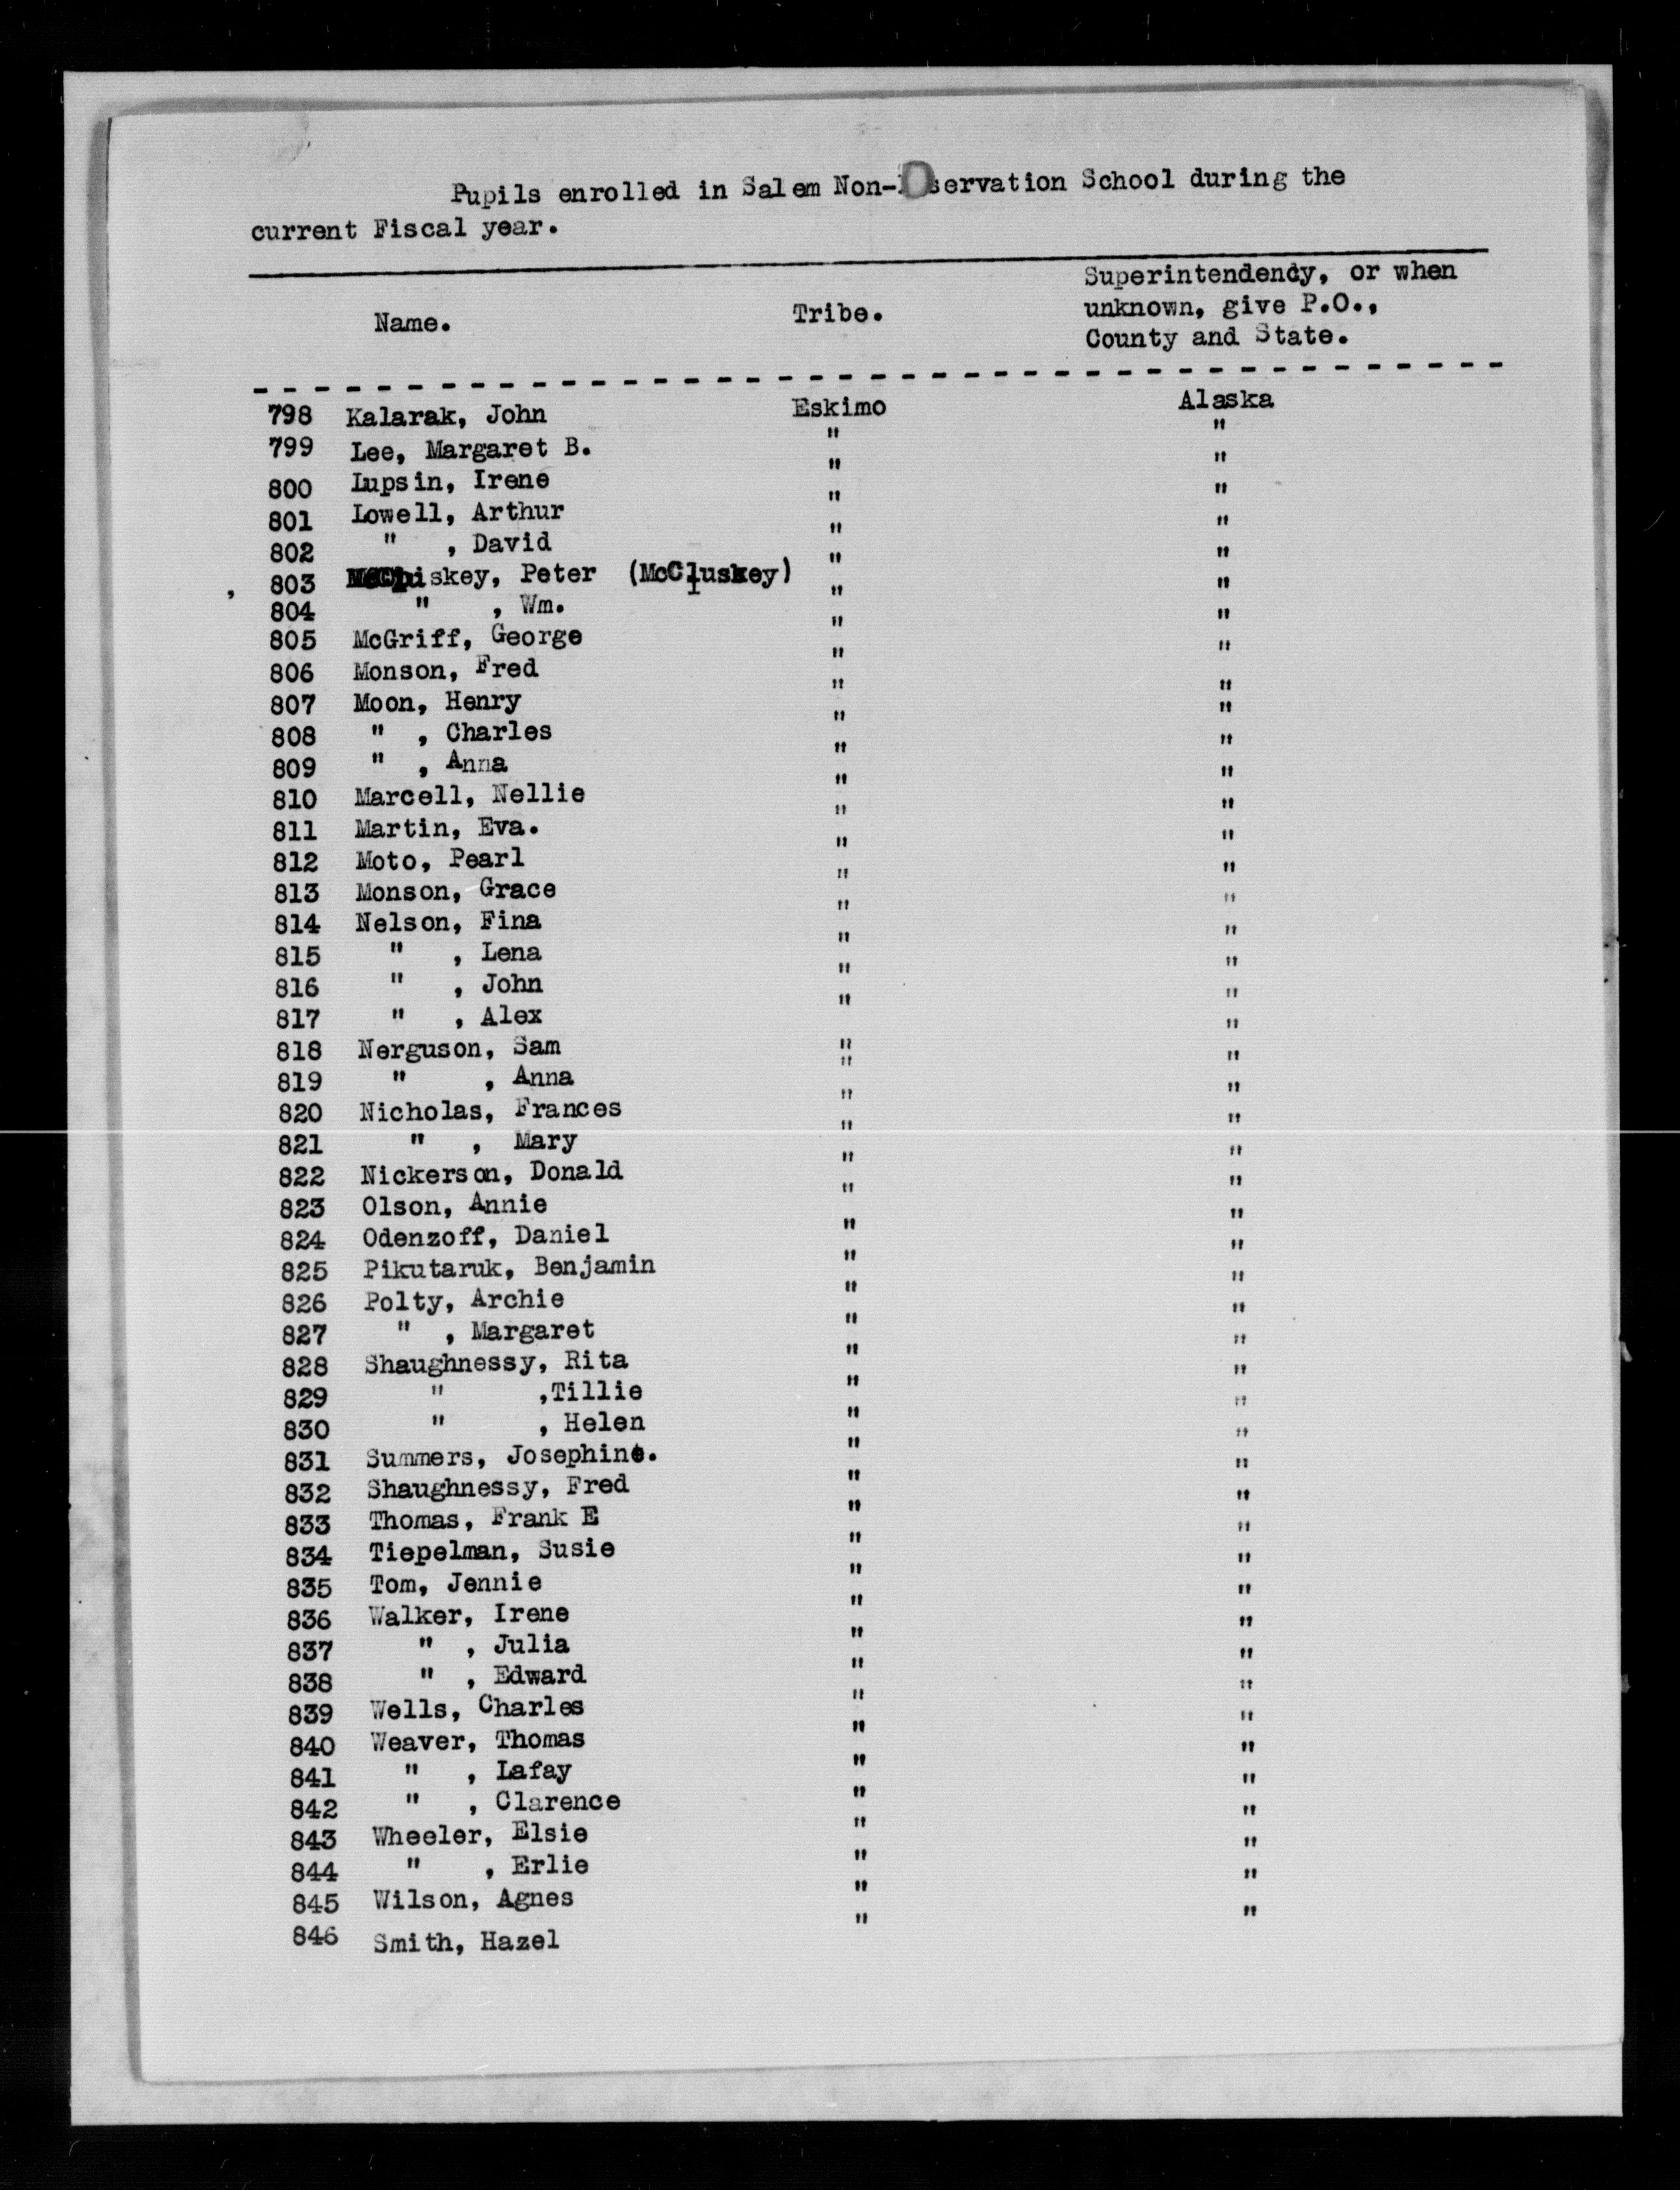 Pupils enrolled in Salem Non- servation School during the
current Fiscal year.
Name. Tribe. Superintendency, or when
unknown, give P.O.,
County and State.
798 Kalarak, John Eskimo Alaska
799 Lee, Margaret B. " "
800 Lupsin, Irene " "
801 Lowell, Arthur " "
802 " , David " "
803 skey, Peter (McCluskey) " "
804 " , Wm. " "
805 McGriff, George " "
806 Monson, Fred " "
807 Moon, Henry " "
808 " , Charles " "
809 " , Anna " "
810 Marcell, Nellie " "
811 Martin, Eva. " "
812 Moto, Pearl " "
813 Monson, Grace " "
814 Nelson, Fina " "
815 " , Lena " "
816 " , John " "
817 " , Alex " "
818 Nerguson, Sam " "
819 " , Anna " "
820 Nicholas, Frances " "
821 " , Mary " "
822 Nickerson, Donald " "
823 Olson, Annie " "
824 Odenzoff, Daniel " "
825 Pikutaruk, Benjamin " "
826 Polty, Archie " "
827 " , Margaret " "
828 Shaughnessy, Rita " "
829 " ,Tillie " "
830 " , Helen " "
831 Summers, Josephine. " "
832 Shaughnessy, Fred " "
833 Thomas, Frank E " "
834 Tiepelman, Susie " "
835 Tom, Jennie " "
836 Walker, Irene " "
837 " , Julia " "
838 " , Edward " "
839 Wells, Charles " "
840 Weaver, Thomas " "
841 " , Lafay " "
842 " , Clarence " "
843 Wheeler, Elsie " "
844 " , Erlie " "
845 Wilson, Agnes " "
846 Smith, Hazel " "